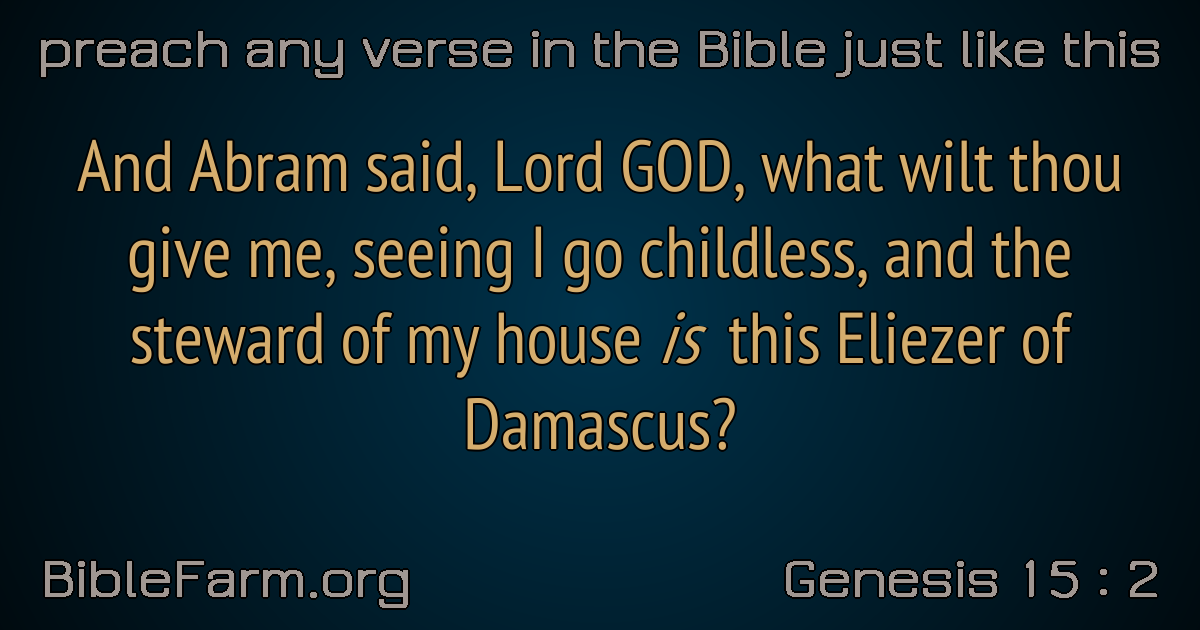 preach any verse in the Bible just like this
And Abram said, Lord GOD, what wilt thou
give me, seeing I go childless, and the
steward of my house is this Eliezer of
Damascus?
BibleFarm.org
Genesis 15 : 2